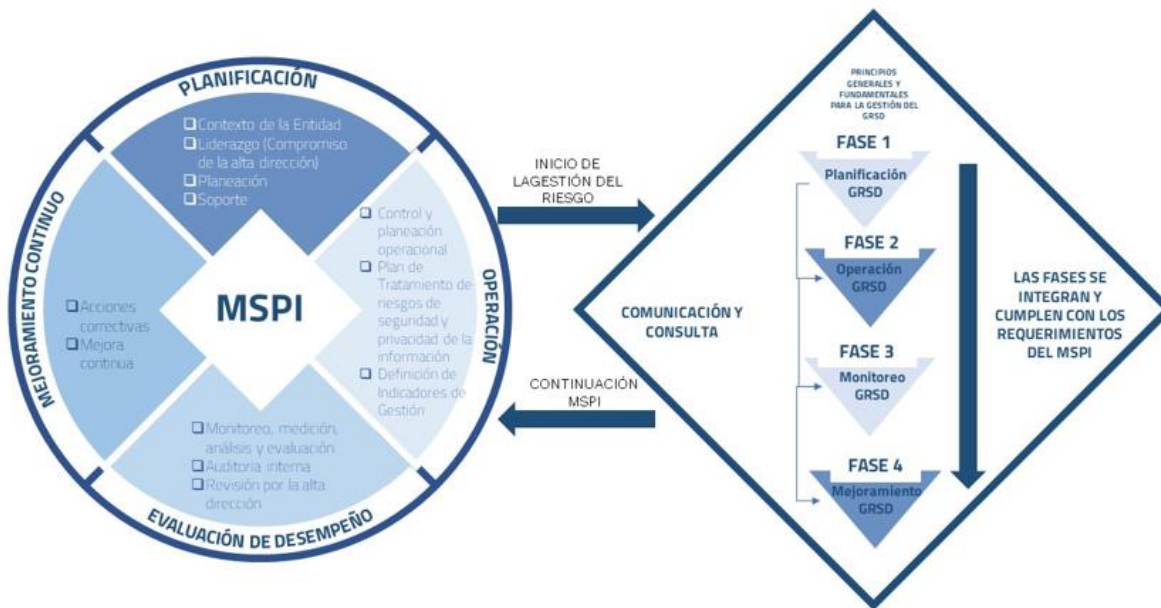 PLANIFICACIÓN
Contexto de la Entidad
Liderazgo (Compromiso
de la alta dirección)
Planeación
Soporte
OPERACIÓN
Control y
planeación
operacional
Plan de
Tratamiento de
riesgos de
seguridad y
privacidad de la
información
Definición de
Indicadores de
Gestión
MSPI
MEJORAMIENTO CONTINUO
Acciones
correctivas
Mejora
continua
Monitoreo, medición,
análisis y evaluación
Auditoria interna
Revisión por la alta
dirección
EVALUACIÓN DE DESEMPEÑO
INICIO DE
LAGESTIÓN DEL
RIESGO
CONTINUACIÓN
MSPI
PRINCIPIOS
GENERALES Y
FUNDAMENTALES
PARA LA GESTIÓN DEL
GRSD
COMUNICACIÓN Y
CONSULTA
FASE 1
Planificación
GRSD
FASE 2
Operación
GRSD
FASE 3
Monitoreo
GRSD
FASE 4
Mejoramiento
GRSD
LAS FASES SE
INTEGRAN Y
CUMPLEN CON LOS
REQUERIMIENTOS
DEL MSPI